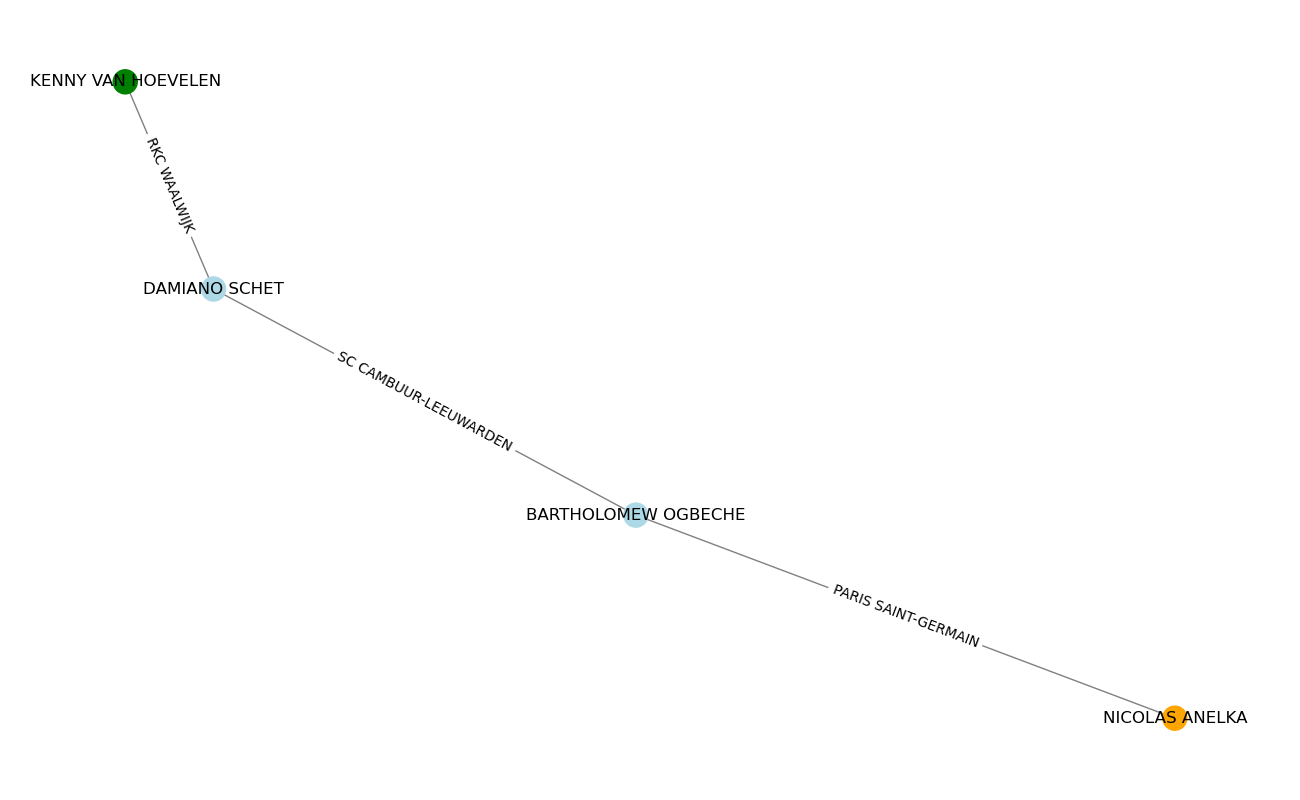 KENNY VAN HOEVELEN
RKC WAALWIJK
DAMIANO SCHET
SC CAMBUUR-LEEUWARDEN
BARTHOLOMEW OGBECHE
PARIS SAINT-GERMAIN
NICOLAS ANELKA